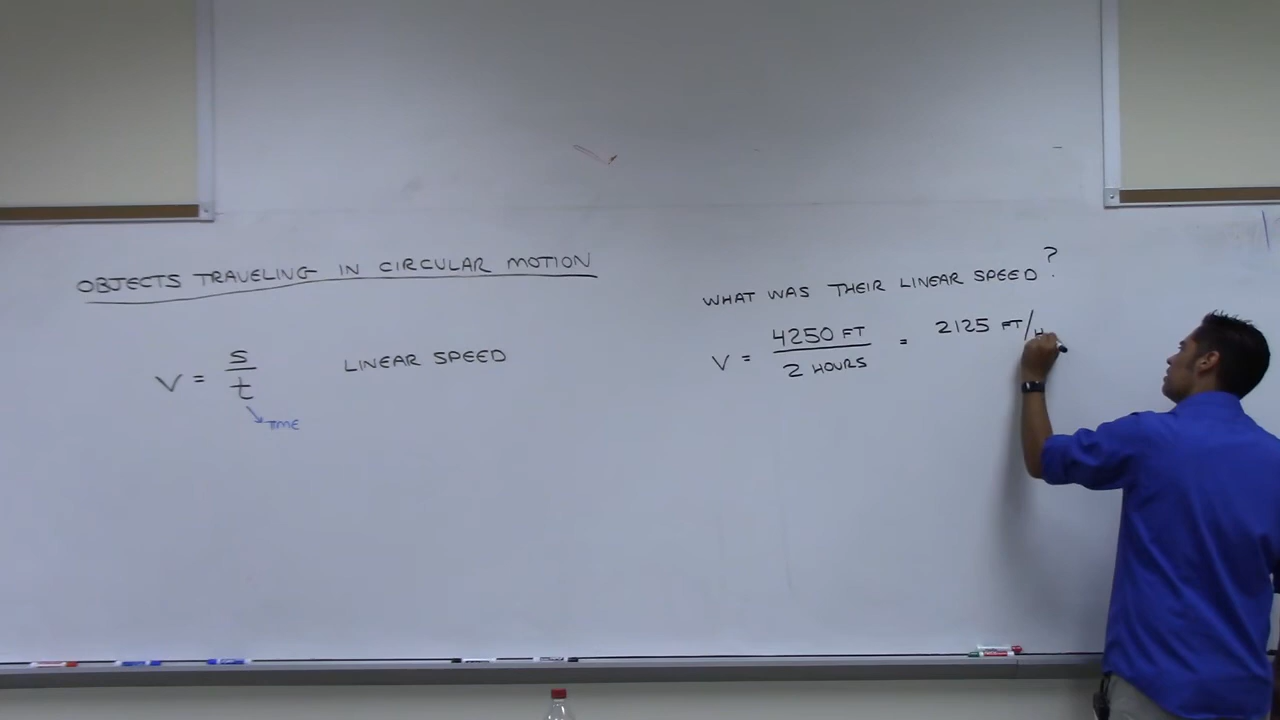 OBJECTS TRAVELING IN CIRCULAR MOTION
V = s/t LINEAR SPEED
TIME
WHAT WAS THEIR LINEAR SPEED?
V = 4250 FT / 2 HOURS = 2125 FT/H